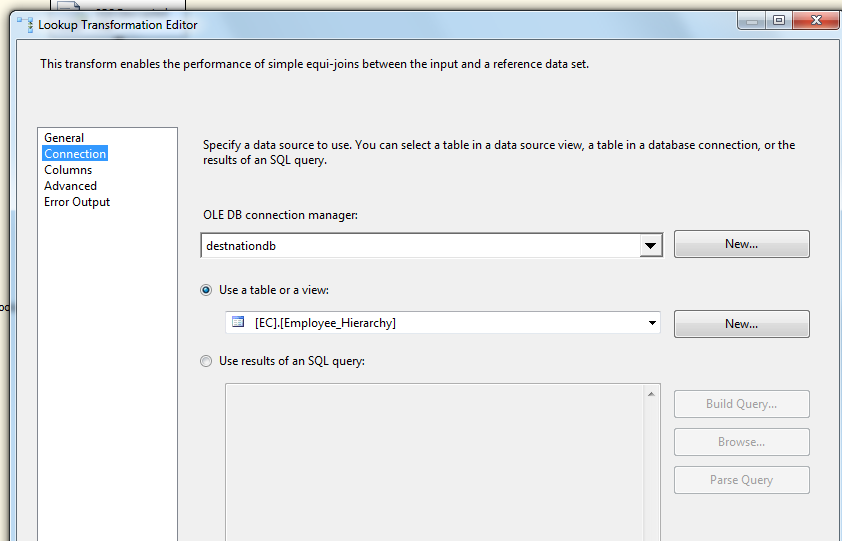 Lookup Transformation Editor
This transform enables the performance of simple equi-joins between the input and a reference data set.
General
Connection
Columns
Advanced
Error Output
Specify a data source to use. You can select a table in a data source view, a table in a database connection, or the
results of an SQL query.
OLE DB connection manager:
destnationdb
New...
Use a table or a view:
[EC].[Employee_Hierarchy]
New...
Use results of an SQL query:
Build Query...
Browse...
Parse Query